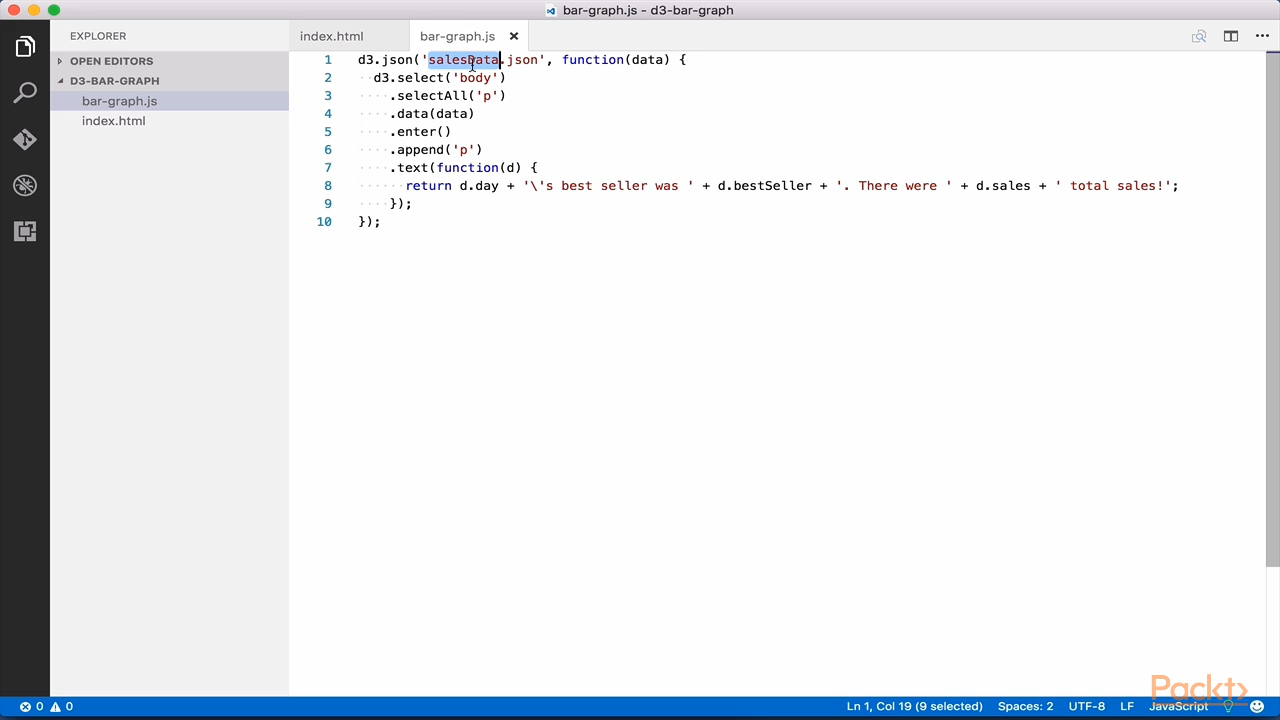 bar-graph.js - d3-bar-graph
EXPLORER
OPEN EDITORS
D3-BAR-GRAPH
bar-graph.js
index.html
index.html
bar-graph.js
1 d3.json('salesData.json', function(data) {
2 d3.select('body')
3 .selectAll('p')
4 .data(data)
5 .enter()
6 .append('p')
7 .text(function(d) {
8 return d.day + '\'s best seller was ' + d.bestSeller + '. There were ' + d.sales + ' total sales!';
9 });
10 });
Packt>
0 0 Ln 1, Col 19 (9 selected) Spaces: 2 UTF-8 LF JavaScript